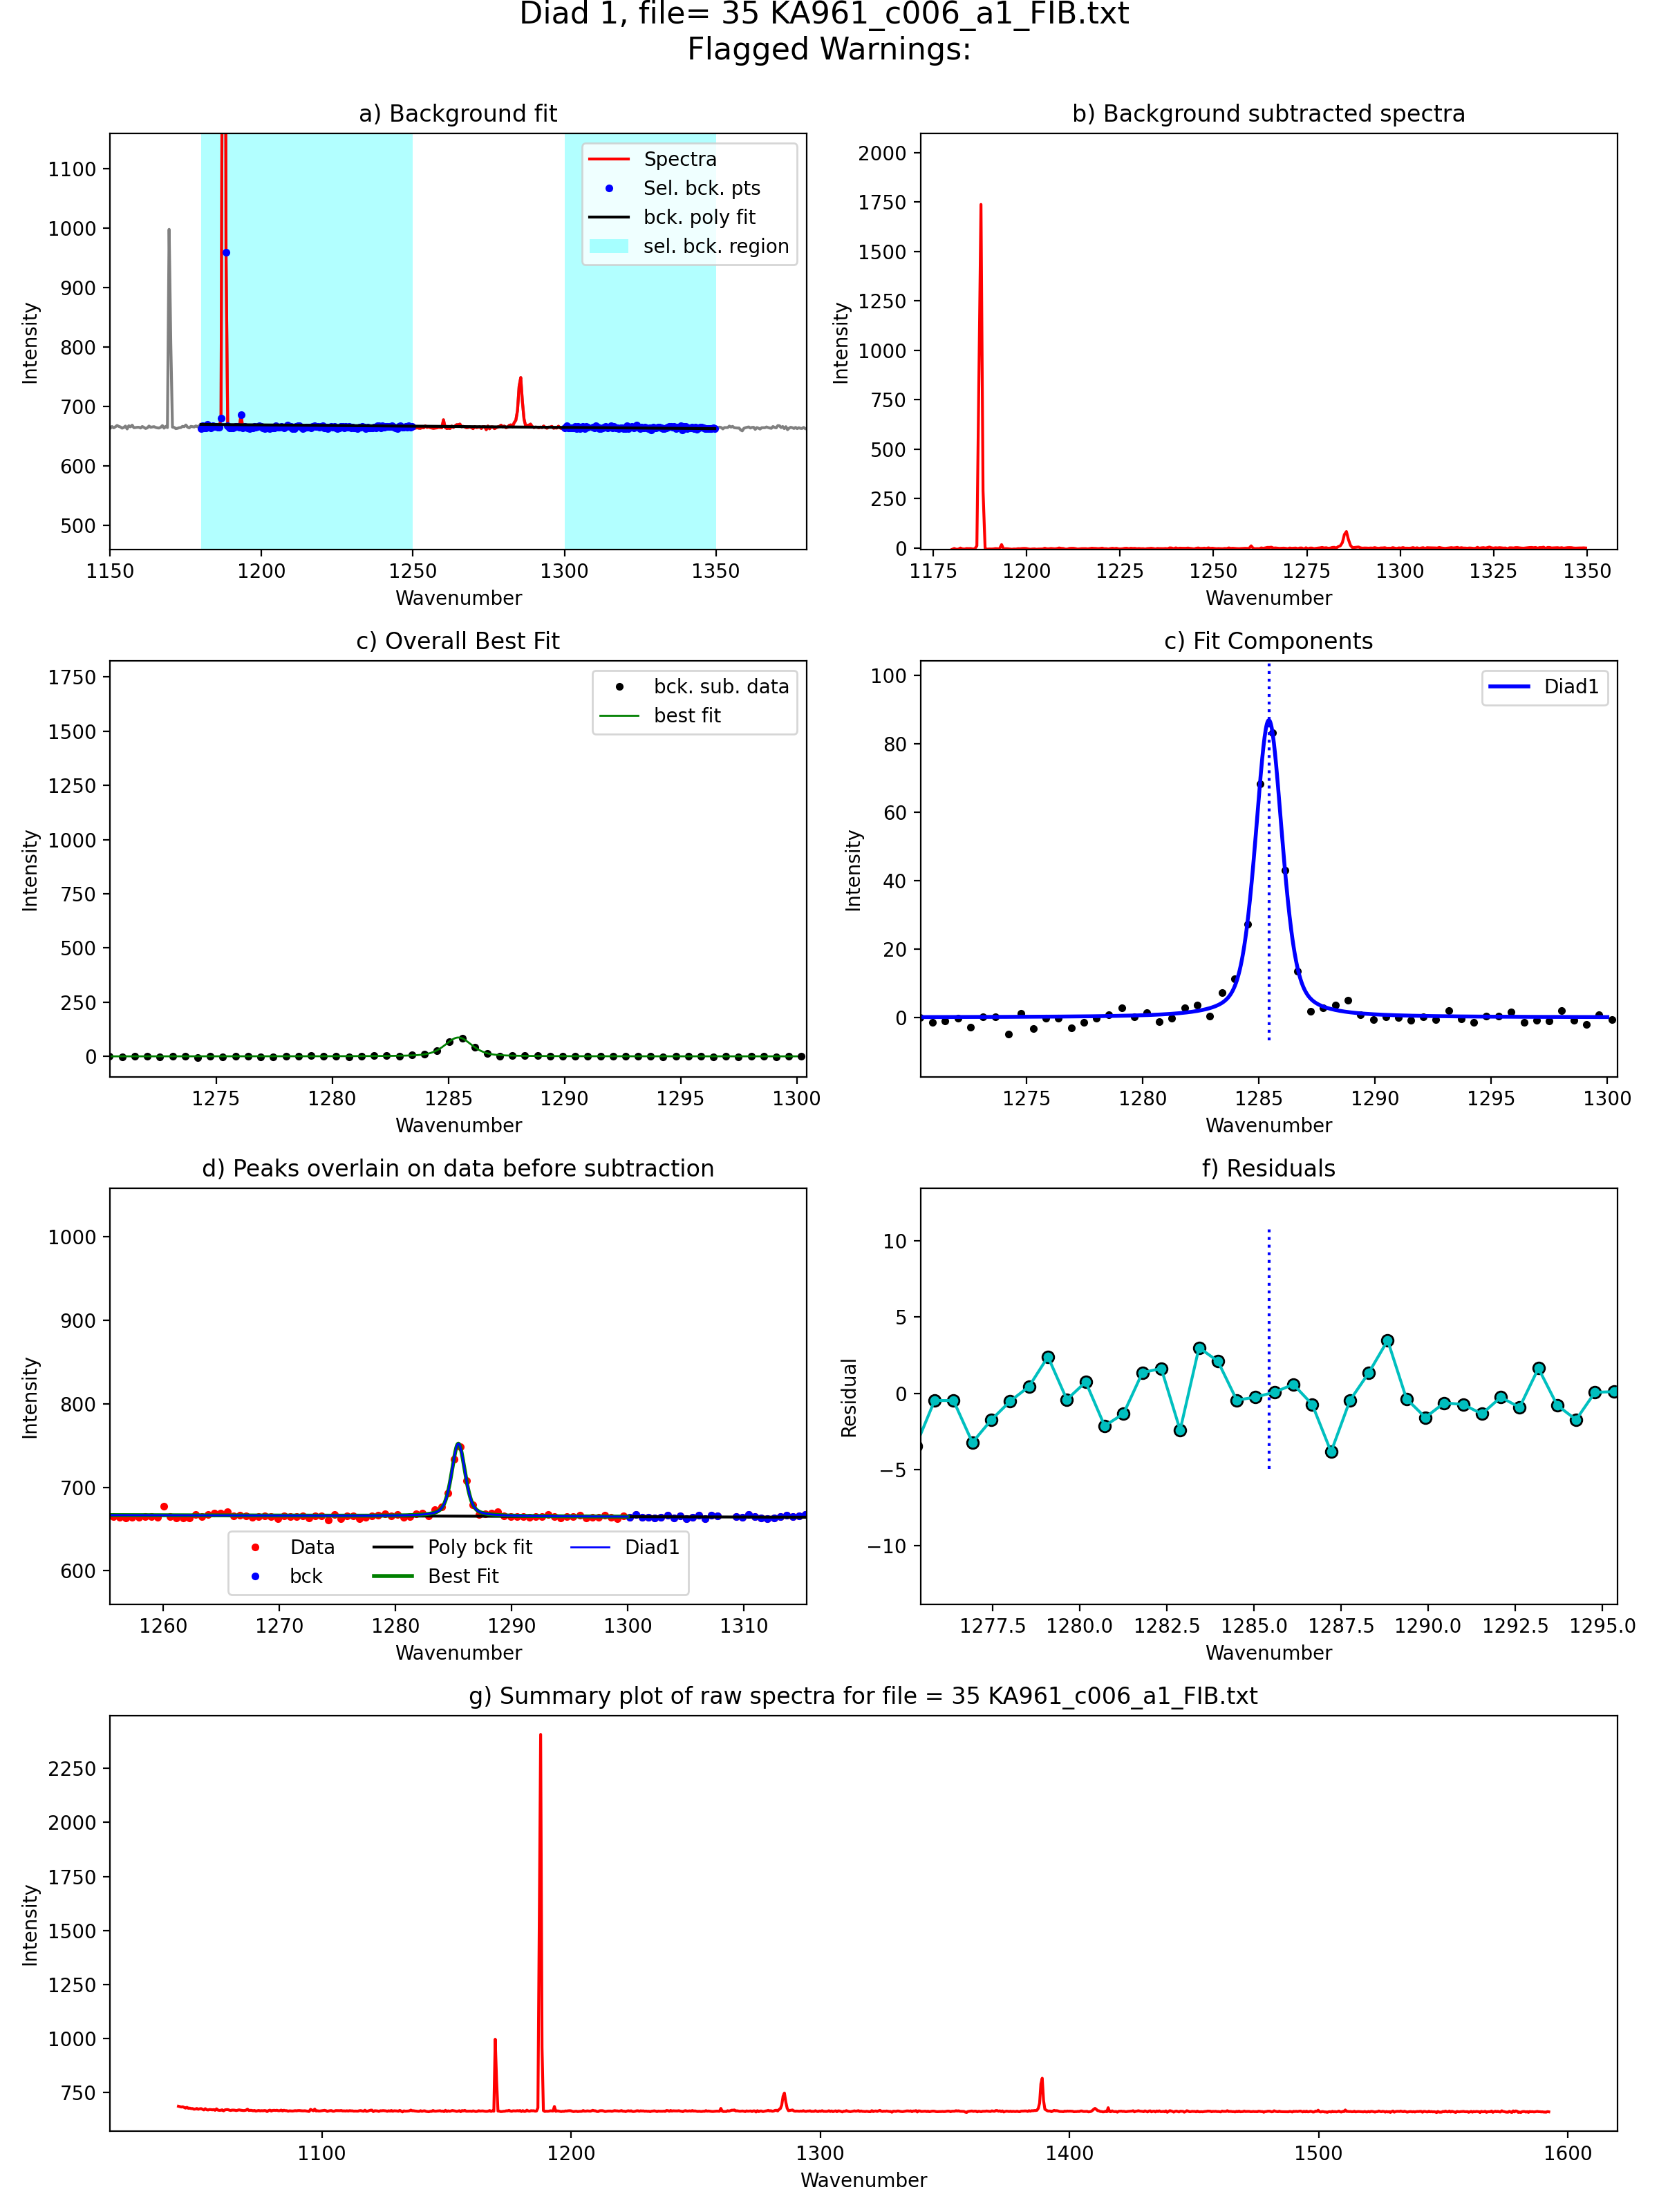 Diad 1, file= 35 KA961_c006_a1_FIB.txt
Flagged Warnings:
a) Background fit
Intensity
1100
1000
900
800
700
600
500
Spectra
Sel. bck. pts
bck. poly fit
sel. bck. region
1150 1200 1250 1300 1350
Wavenumber
b) Background subtracted spectra
Intensity
2000
1750
1500
1250
1000
750
500
250
0
1175 1200 1225 1250 1275 1300 1325 1350
Wavenumber
c) Overall Best Fit
Intensity
1750
1500
1250
1000
750
500
250
0
bck. sub. data
best fit
1275 1280 1285 1290 1295 1300
Wavenumber
c) Fit Components
Intensity
100
80
60
40
20
0
Diad1
1275 1280 1285 1290 1295 1300
Wavenumber
d) Peaks overlain on data before subtraction
Intensity
1000
900
800
700
600
Data Poly bck fit Diad1
bck Best Fit
1260 1270 1280 1290 1300 1310
Wavenumber
f) Residuals
Residual
10
5
0
−5
−10
1277.5 1280.0 1282.5 1285.0 1287.5 1290.0 1292.5 1295.0
Wavenumber
g) Summary plot of raw spectra for file = 35 KA961_c006_a1_FIB.txt
Intensity
2250
2000
1750
1500
1250
1000
750
1100 1200 1300 1400 1500 1600
Wavenumber